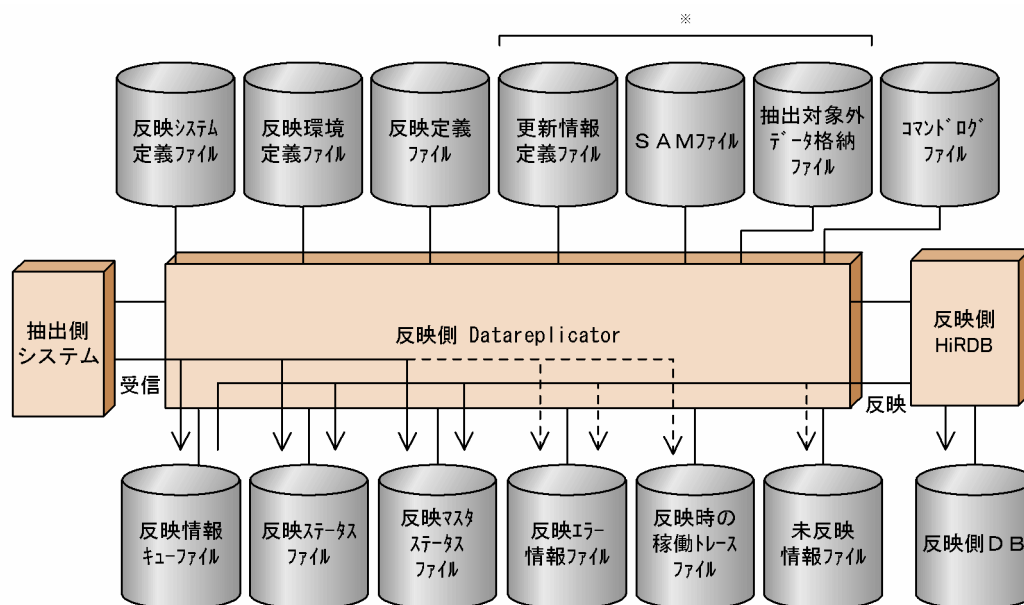 ※
反映システム
定義ファイル
反映環境
定義ファイル
反映定義
ファイル
更新情報
定義ファイル
ＳＡＭファイル
抽出対象外
データ格納
ファイル
コマンドログ
ファイル
抽出側
システム
反映側 Datareplicator
反映側
HiRDB
受信
反映
反映情報
キューファイル
反映ステータス
ファイル
反映マスタ
ステータス
ファイル
反映エラー
情報ファイル
反映時の
稼働トレース
ファイル
未反映
情報ファイル
反映側ＤＢ